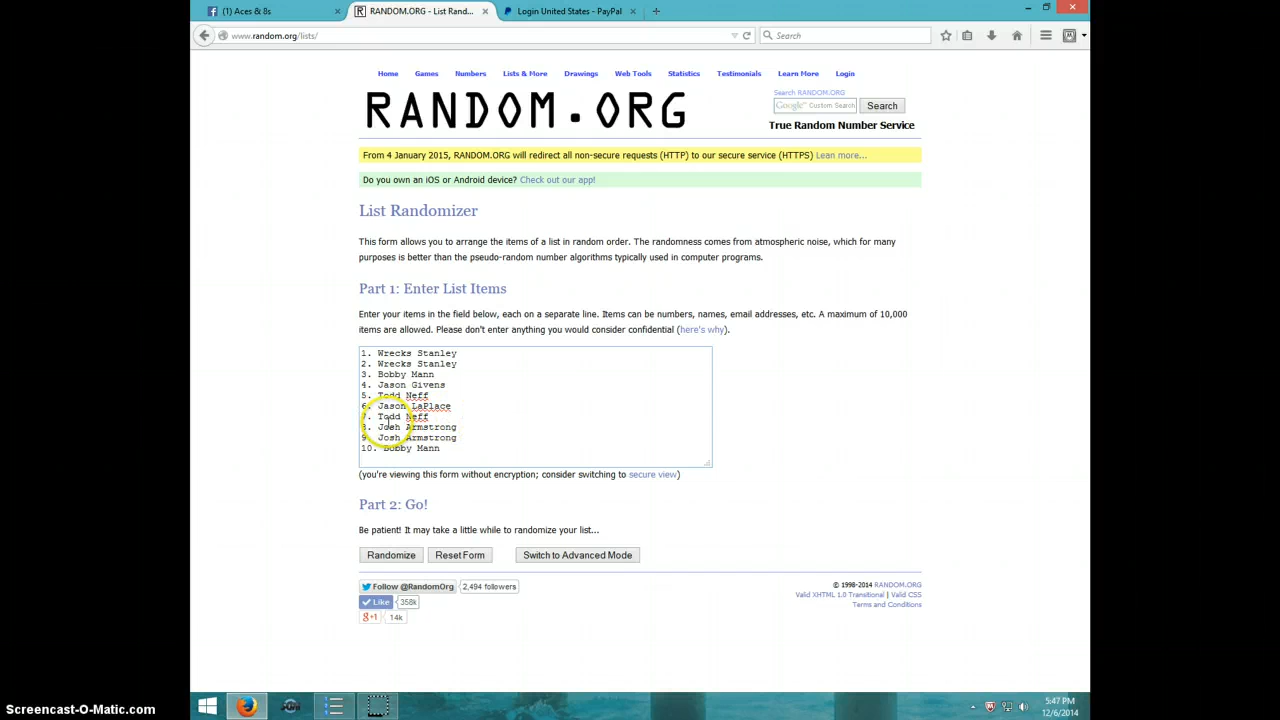 (1) Aces & 8s
RANDOM.ORG - List Rand...
Login United States - PayPal
www.random.org/lists/
Search
Home Games Numbers Lists & More Drawings Web Tools Statistics Testimonials Learn More Login
RANDOM.ORG
Search RANDOM.ORG
Google™ Custom Search Search
True Random Number Service
From 4 January 2015, RANDOM.ORG will redirect all non-secure requests (HTTP) to our secure service (HTTPS) Lean more...
Do you own an iOS or Android device? Check out our app!
List Randomizer
This form allows you to arrange the items of a list in random order. The randomness comes from atmospheric noise, which for many
purposes is better than the pseudo-random number algorithms typically used in computer programs.
Part 1: Enter List Items
Enter your items in the field below, each on a separate line. Items can be numbers, names, email addresses, etc. A maximum of 10,000
items are allowed. Please don't enter anything you would consider confidential (here's why).
1. Wrecks Stanley
2. Wrecks Stanley
3. Bobby Mann
4. Jason Givens
5. Todd Neff
6. Jason LaPlace
7. Todd Neff
8. Josh Armstrong
9. Josh Armstrong
10. Bobby Mann
(you're viewing this form without encryption; consider switching to secure view)
Part 2: Go!
Be patient! It may take a little while to randomize your list...
Randomize Reset Form Switch to Advanced Mode
Follow @RandomOrg 2,494 followers
Like 358k
g+1 14k
© 1998-2014 RANDOM.ORG
Valid XHTML 1.0 Transitional | Valid CSS
Terms and Conditions
5:47 PM
12/6/2014
Screencast-O-Matic.com